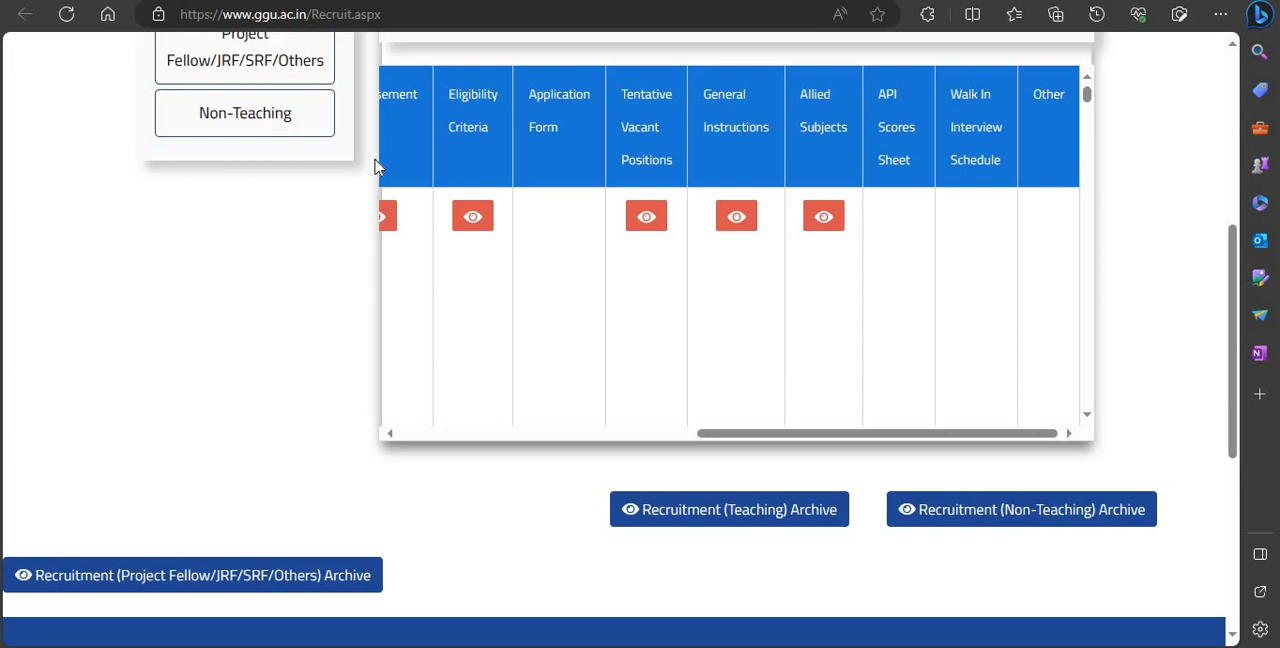 https://www.ggu.ac.in/Recruit.aspx
Project
Fellow/JRF/SRF/Others
Non-Teaching
sement
Eligibility
Criteria
Application
Form
Tentative
Vacant
Positions
General
Instructions
Allied
Subjects
API
Scores
Sheet
Walk In
Interview
Schedule
Other
Recruitment (Teaching) Archive
Recruitment (Non-Teaching) Archive
Recruitment (Project Fellow/JRF/SRF/Others) Archive